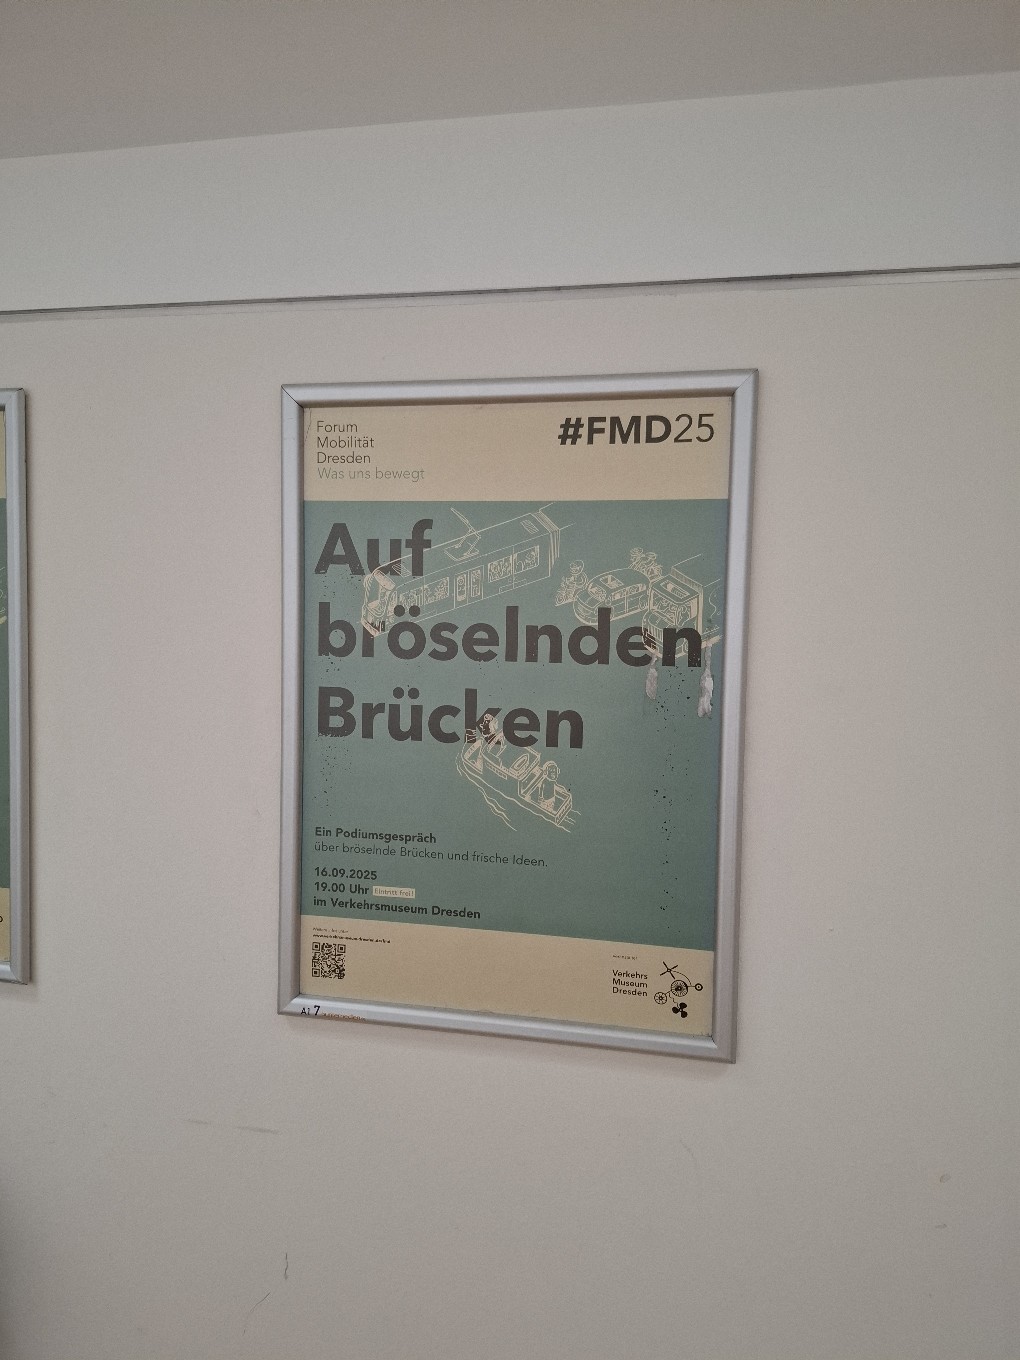 Forum
Mobilität
Dresden
Was uns bewegt
#FMD25
Auf
bröselnden
Brücken
Ein Podiumsgespräch
über bröselnde Brücken und frische Ideen.
16.09.2025
19.00 Uhr Eintritt frei!
im Verkehrsmuseum Dresden
Verkehrs
Museum
Dresden
A1 7